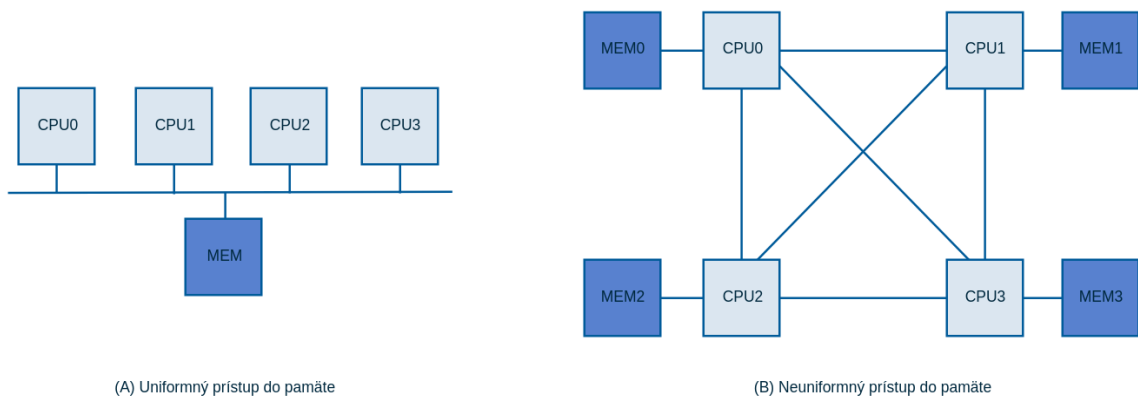 CPU0
CPU1
CPU2
CPU3
MEM
(A) Uniformný prístup do pamäte
MEM0
CPU0
CPU1
MEM1
MEM2
CPU2
CPU3
MEM3
(B) Neuniformný prístup do pamäte